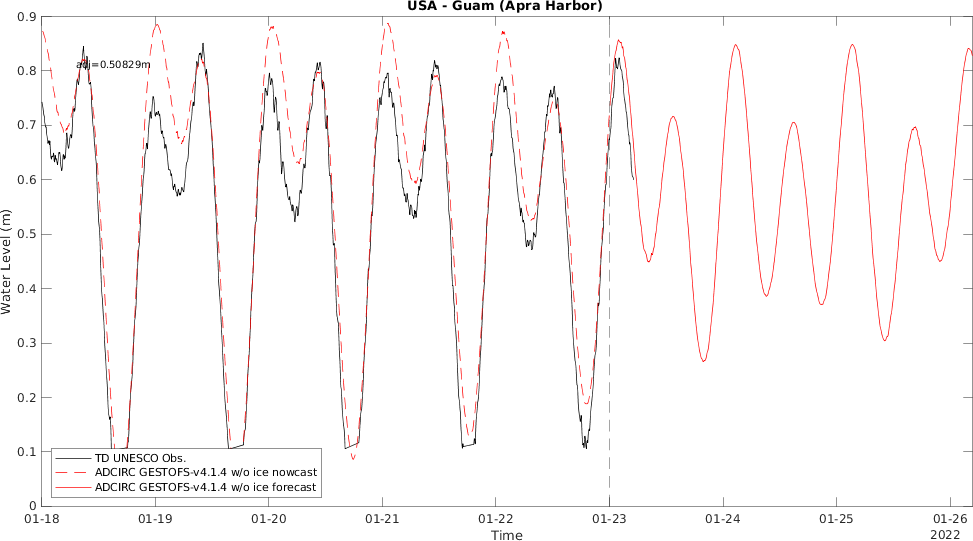 USA - Guam (Apra Harbor)
0.9
adj=0.50829m
0.8
0.7
0.6
0.5
0.4
0.3
0.2
0.1
0
Water Level (m)
TD UNESCO Obs.
ADCIRC GESTOFS-v4.1.4 w/o ice nowcast
ADCIRC GESTOFS-v4.1.4 w/o ice forecast
01-18 01-19 01-20 01-21 01-22 01-23 01-24 01-25 01-26
Time
2022